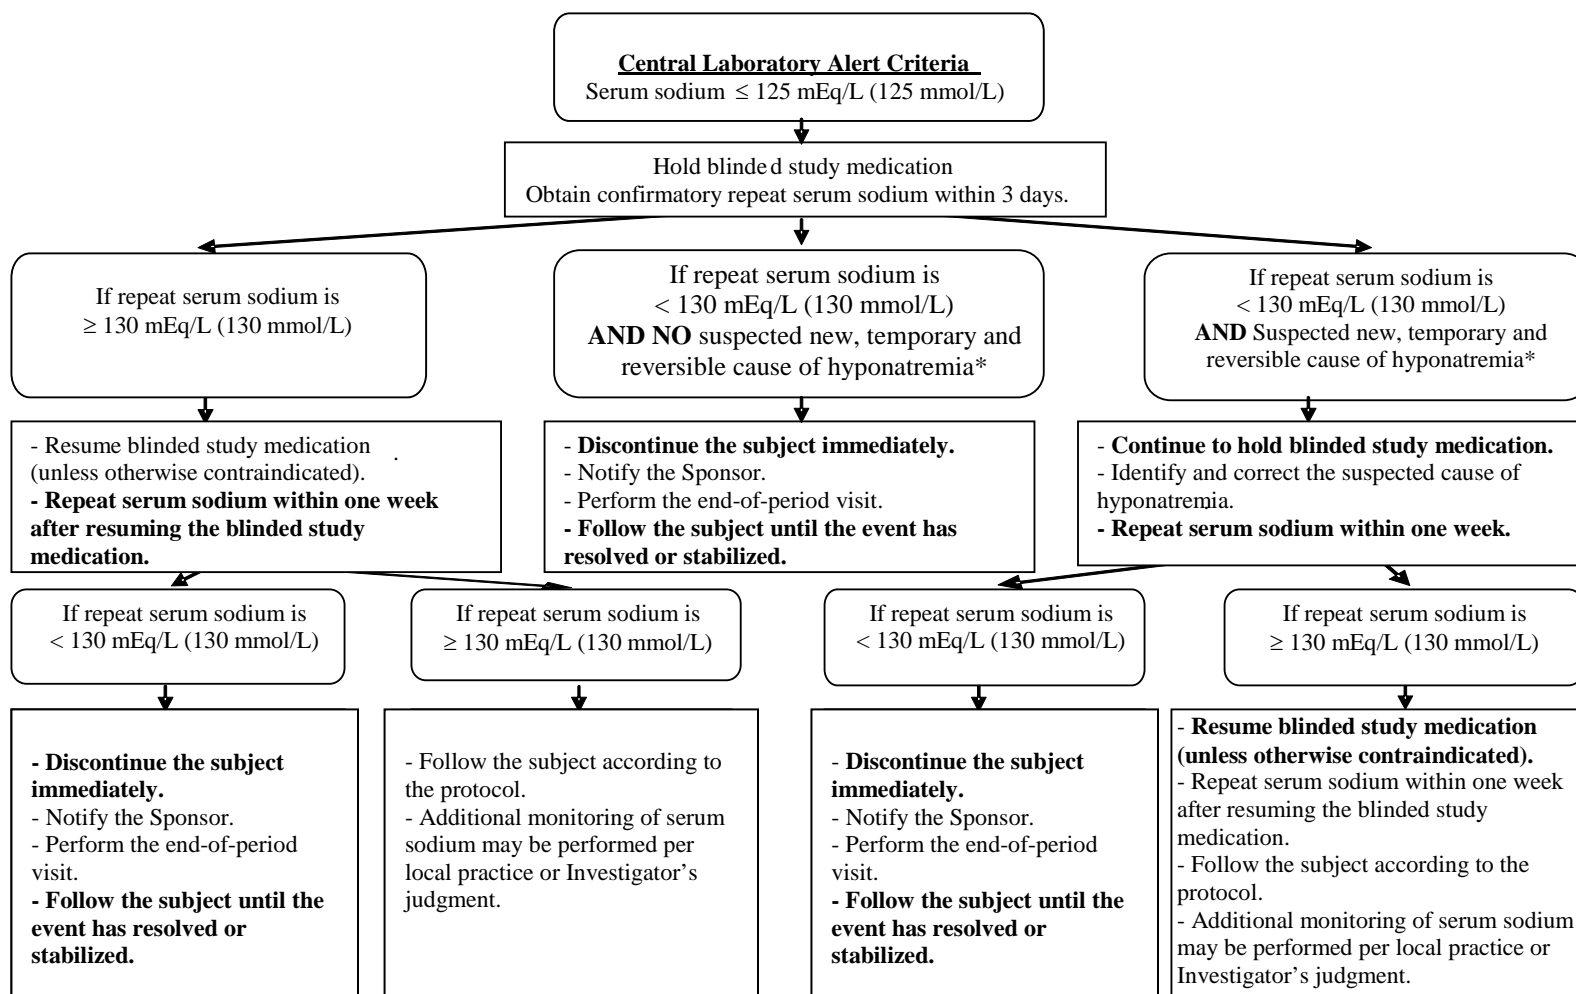 Central Laboratory Alert Criteria
Serum sodium ≤ 125 mEq/L (125 mmol/L)
Hold blinded study medication
Obtain confirmatory repeat serum sodium within 3 days.
If repeat serum sodium is
≥ 130 mEq/L (130 mmol/L)
If repeat serum sodium is
< 130 mEq/L (130 mmol/L)
AND NO suspected new, temporary and
reversible cause of hyponatremia*
If repeat serum sodium is
< 130 mEq/L (130 mmol/L)
AND Suspected new, temporary and
reversible cause of hyponatremia*
- Resume blinded study medication
(unless otherwise contraindicated).
- Repeat serum sodium within one week
after resuming the blinded study
medication.
- Discontinue the subject immediately.
- Notify the Sponsor.
- Perform the end-of-period visit.
- Follow the subject until the event has
resolved or stabilized.
- Continue to hold blinded study medication.
- Identify and correct the suspected cause of
hyponatremia.
- Repeat serum sodium within one week.
If repeat serum sodium is
< 130 mEq/L (130 mmol/L)
If repeat serum sodium is
≥ 130 mEq/L (130 mmol/L)
If repeat serum sodium is
< 130 mEq/L (130 mmol/L)
If repeat serum sodium is
≥ 130 mEq/L (130 mmol/L)
- Discontinue the subject
immediately.
- Notify the Sponsor.
- Perform the end-of-period
visit.
- Follow the subject until the
event has resolved or
stabilized.
- Follow the subject according to
the protocol.
- Additional monitoring of serum
sodium may be performed per
local practice or Investigator's
judgment.
- Discontinue the subject
immediately.
- Notify the Sponsor.
- Perform the end-of-period
visit.
- Follow the subject until the
event has resolved or
stabilized.
- Resume blinded study medication
(unless otherwise contraindicated).
- Repeat serum sodium within one week
after resuming the blinded study
medication.
- Follow the subject according to the
protocol.
- Additional monitoring of serum sodium
may be performed per local practice or
Investigator's judgment.